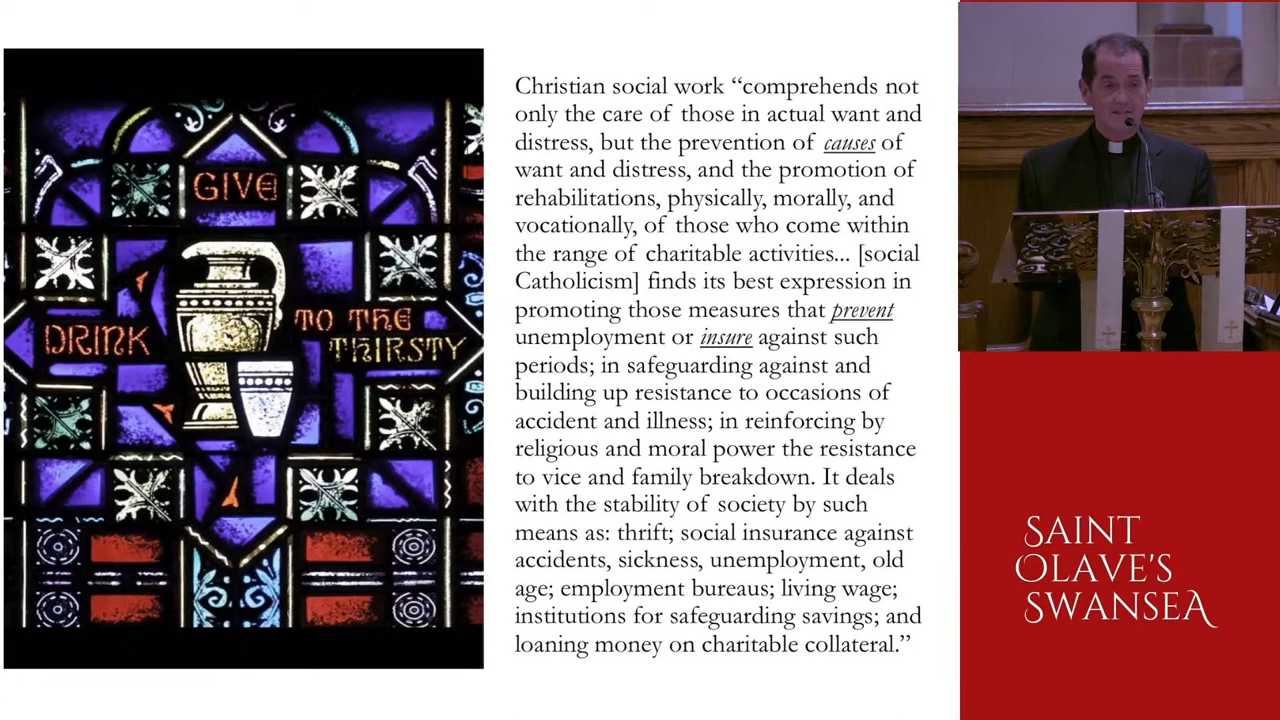 GIVE
DRINK
TO THE
THIRSTY
Christian social work “comprehends not
only the care of those in actual want and
distress, but the prevention of causes of
want and distress, and the promotion of
rehabilitations, physically, morally, and
vocationally, of those who come within
the range of charitable activities... [social
Catholicism] finds its best expression in
promoting those measures that prevent
unemployment or insure against such
periods; in safeguarding against and
building up resistance to occasions of
accident and illness; in reinforcing by
religious and moral power the resistance
to vice and family breakdown. It deals
with the stability of society by such
means as: thrift; social insurance against
accidents, sickness, unemployment, old
age; employment bureaus; living wage;
institutions for safeguarding savings; and
loaning money on charitable collateral.”
SAINT
OLAVE'S
SWANSEA